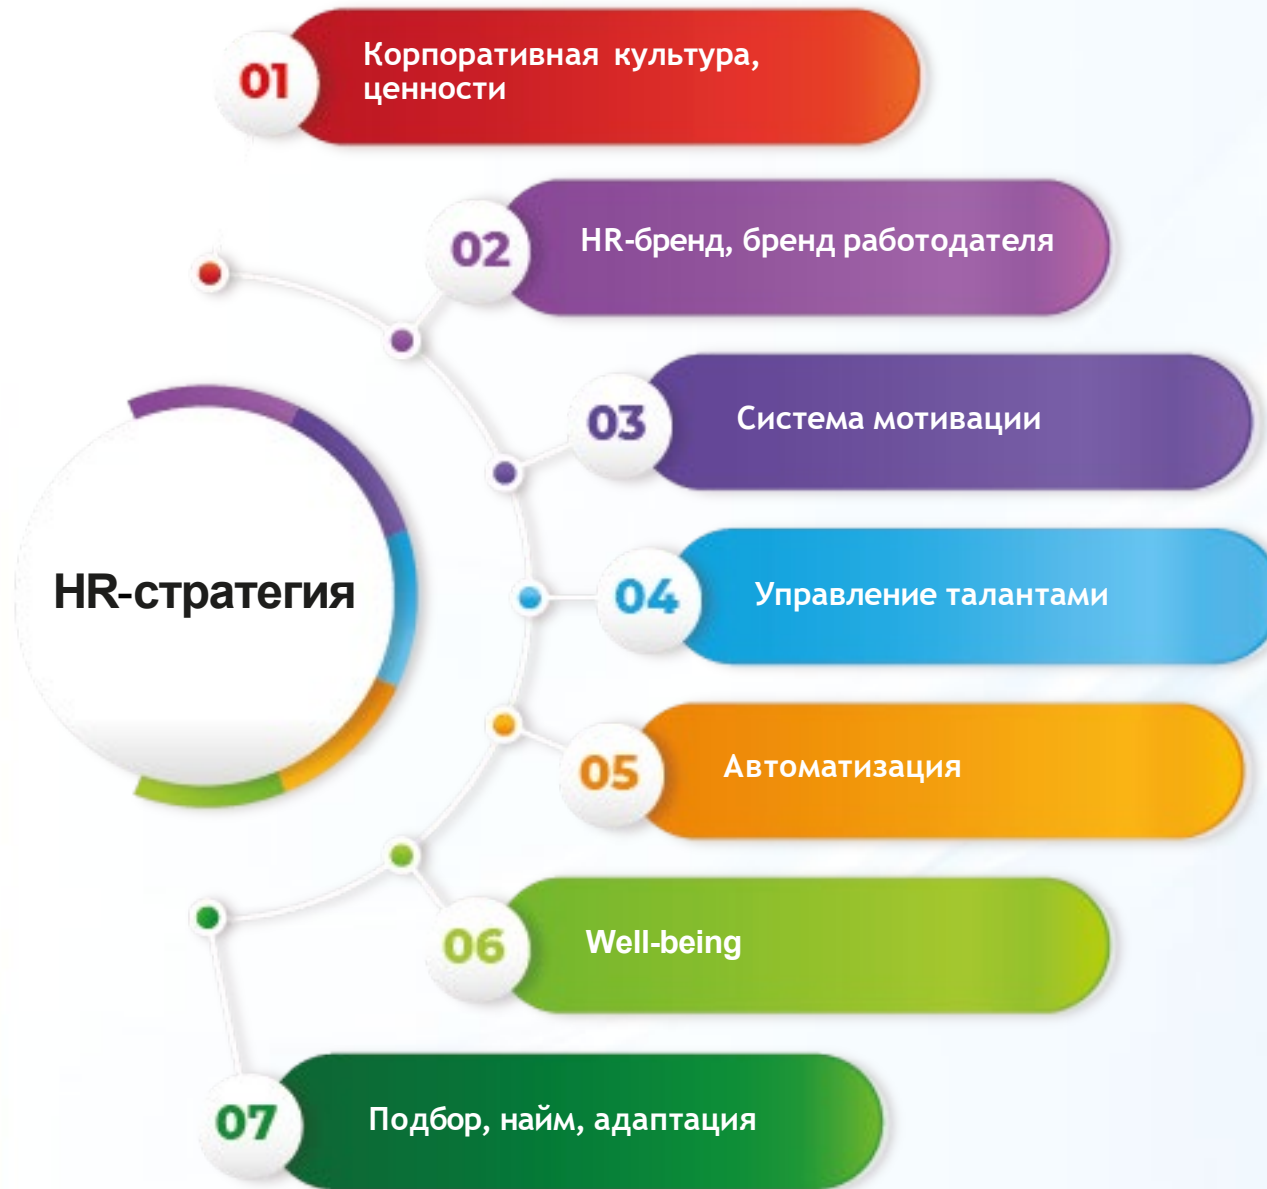 01
Корпоративная культура,
ценности
02
HR-бренд, бренд работодателя
03
Система мотивации
HR-стратегия
04
Управление талантами
05
Автоматизация
06
Well-being
07
Подбор, найм, адаптация